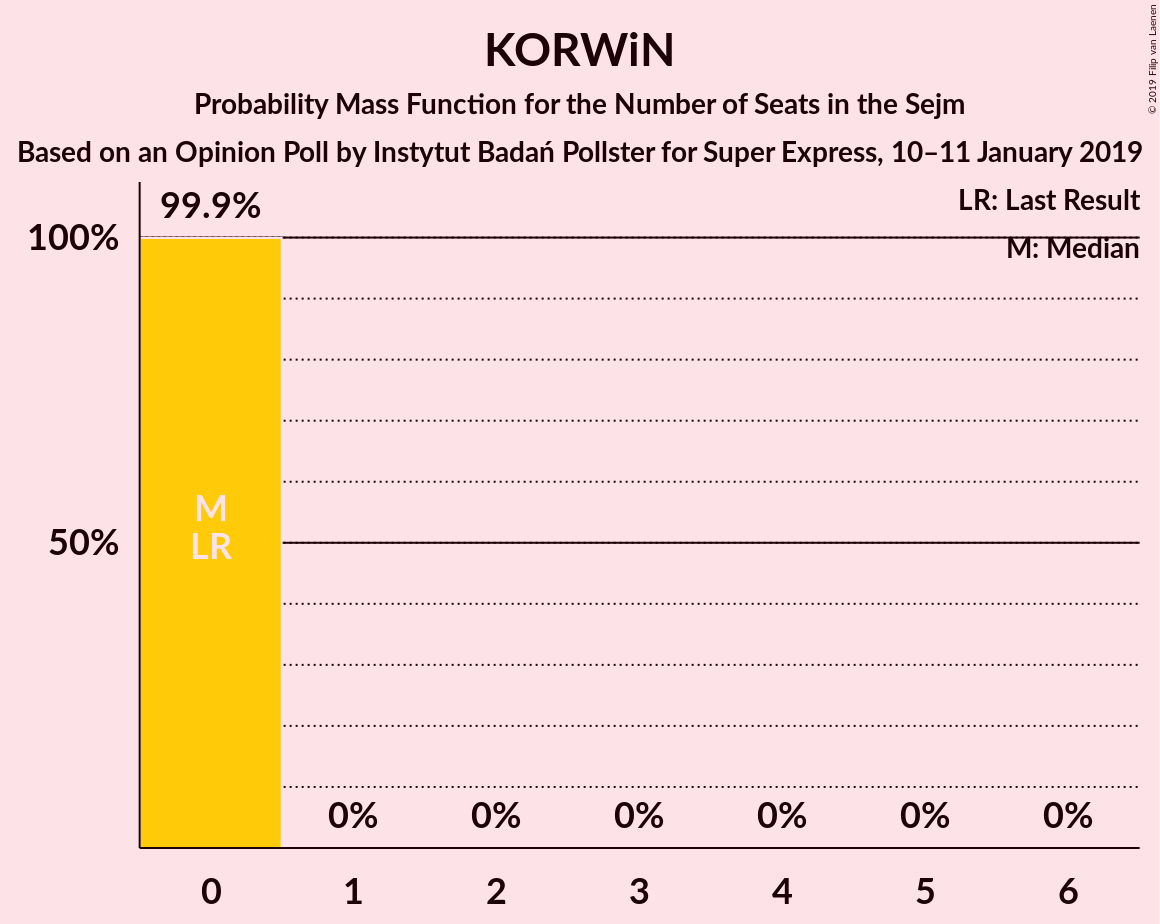 KORWiN
Probability Mass Function for the Number of Seats in the Sejm
Based on an Opinion Poll by Instytut Badań Pollster for Super Express, 10–11 January 2019
© 2019 Filip van Laenen
LR: Last Result
M: Median
99.9%
100%
50%
M
LR
0% 0% 0% 0% 0% 0%
0 1 2 3 4 5 6